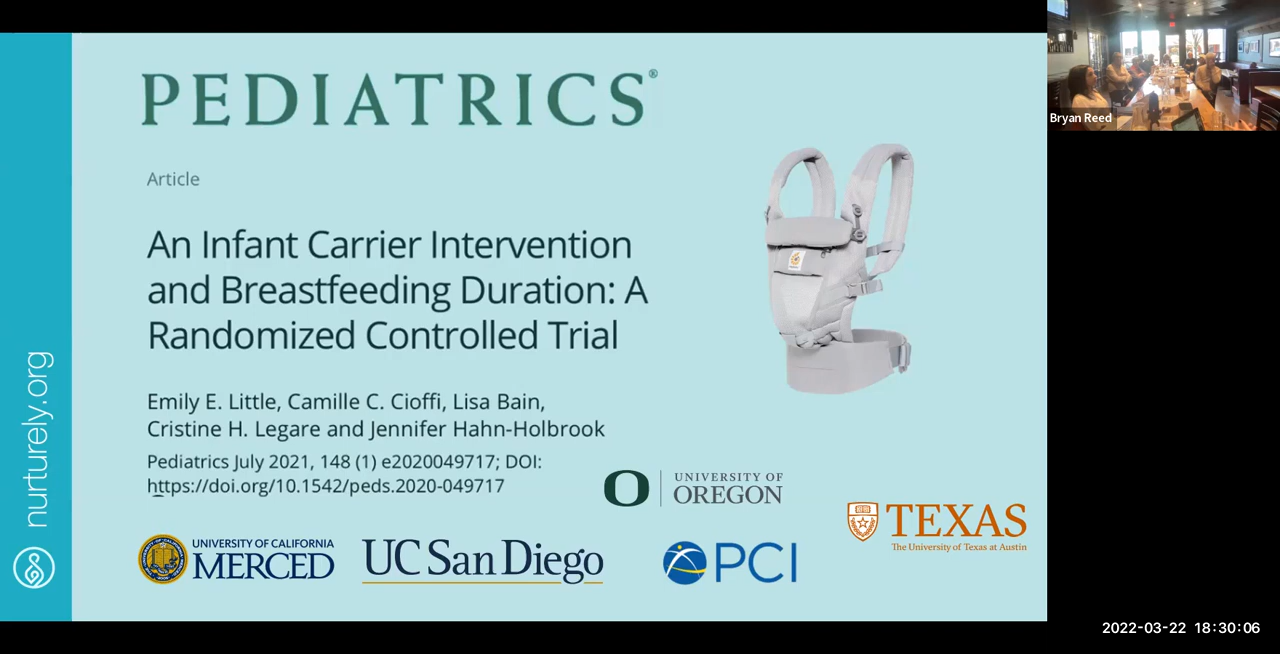 PEDIATRICS®
Article
An Infant Carrier Intervention
and Breastfeeding Duration: A
Randomized Controlled Trial
Emily E. Little, Camille C. Cioffi, Lisa Bain,
Cristine H. Legare and Jennifer Hahn-Holbrook
Pediatrics July 2021, 148 (1) e2020049717; DOI:
https://doi.org/10.1542/peds.2020-049717
O
UNIVERSITY OF
OREGON
TEXAS
The University of Texas at Austin
UNIVERSITY OF CALIFORNIA
MERCED
UC San Diego
PCI
nurturely.org
Bryan Reed
2022-03-22 18:30:06